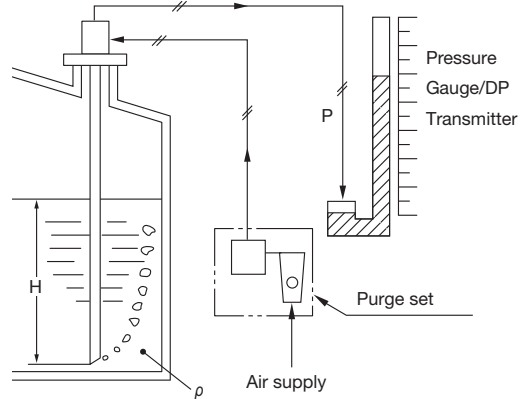 Pressure
Gauge/DP
Transmitter
P
H
Purge set
Air supply
ρ